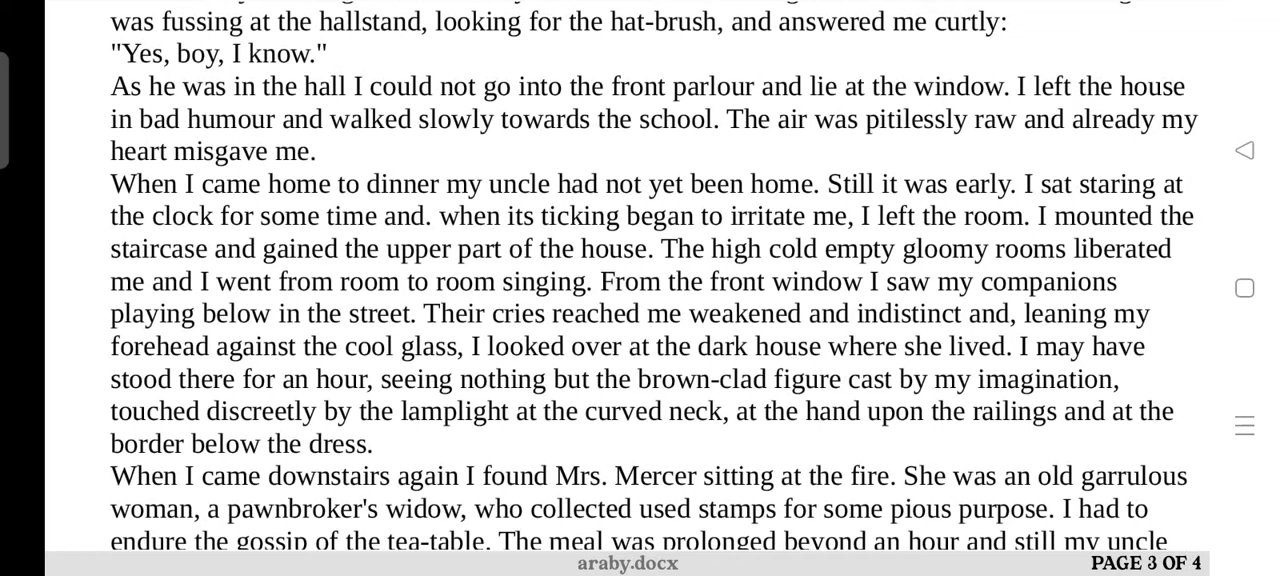 was fussing at the hallstand, looking for the hat-brush, and answered me curtly:
"Yes, boy, I know."
As he was in the hall I could not go into the front parlour and lie at the window. I left the house
in bad humour and walked slowly towards the school. The air was pitilessly raw and already my
heart misgave me.
When I came home to dinner my uncle had not yet been home. Still it was early. I sat staring at
the clock for some time and. when its ticking began to irritate me, I left the room. I mounted the
staircase and gained the upper part of the house. The high cold empty gloomy rooms liberated
me and I went from room to room singing. From the front window I saw my companions
playing below in the street. Their cries reached me weakened and indistinct and, leaning my
forehead against the cool glass, I looked over at the dark house where she lived. I may have
stood there for an hour, seeing nothing but the brown-clad figure cast by my imagination,
touched discreetly by the lamplight at the curved neck, at the hand upon the railings and at the
border below the dress.
When I came downstairs again I found Mrs. Mercer sitting at the fire. She was an old garrulous
woman, a pawnbroker's widow, who collected used stamps for some pious purpose. I had to
endure the gossip of the tea-table. The meal was prolonged beyond an hour and still my uncle
araby.docx
PAGE 3 OF 4